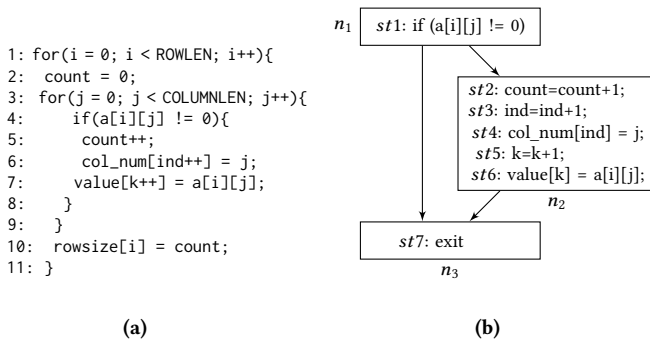 1: for(i = 0; i < ROWLEN; i++){
2: count = 0;
3: for(j = 0; j < COLUMNLEN; j++){
4: if(a[i][j] != 0){
5: count++;
6: col_num[ind++] = j;
7: value[k++] = a[i][j];
8: }
9: }
10: rowsize[i] = count;
11: }
(a)
n1
st1: if (a[i][j] != 0)
st2: count=count+1;
st3: ind=ind+1;
st4: col_num[ind] = j;
st5: k=k+1;
st6: value[k] = a[i][j];
n2
st7: exit
n3
(b)